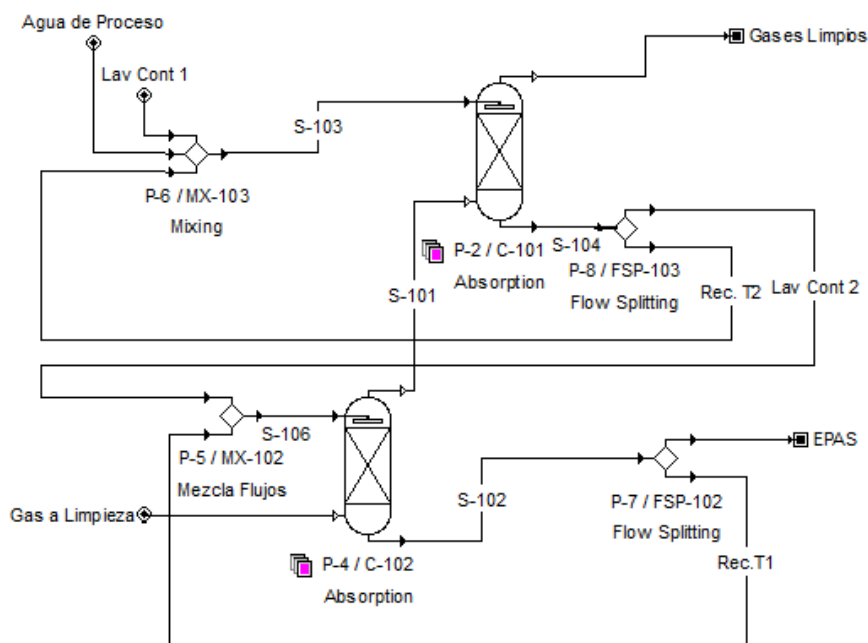 Agua de Proceso
Gases Limpios
Lav Cont 1
S-103
P-6 / MX-103
Mixing
P-2 / C-101
Absorption
S-104
P-8 / FSP-103
Flow Splitting
Rec. T2
Lav Cont 2
S-101
S-106
P-5 / MX-102
Mezcla Flujos
EPAS
S-102
P-7 / FSP-102
Flow Splitting
Gas a Limpieza
P-4 / C-102
Absorption
Rec.T1